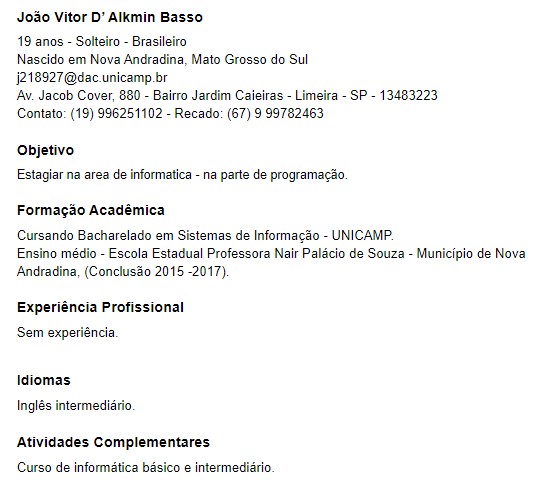 João Vitor D’ Alkmin Basso
19 anos - Solteiro - Brasileiro
Nascido em Nova Andradina, Mato Grosso do Sul
j218927@dac.unicamp.br
Av. Jacob Cover, 880 - Bairro Jardim Caieiras - Limeira - SP - 13483223
Contato: (19) 996251102 - Recado: (67) 9 99782463
Objetivo
Estagiar na area de informatica - na parte de programação.
Formação Acadêmica
Cursando Bacharelado em Sistemas de Informação - UNICAMP.
Ensino médio - Escola Estadual Professora Nair Palácio de Souza - Município de Nova
Andradina, (Conclusão 2015 -2017).
Experiência Profissional
Sem experiência.
Idiomas
Inglês intermediário.
Atividades Complementares
Curso de informática básico e intermediário.